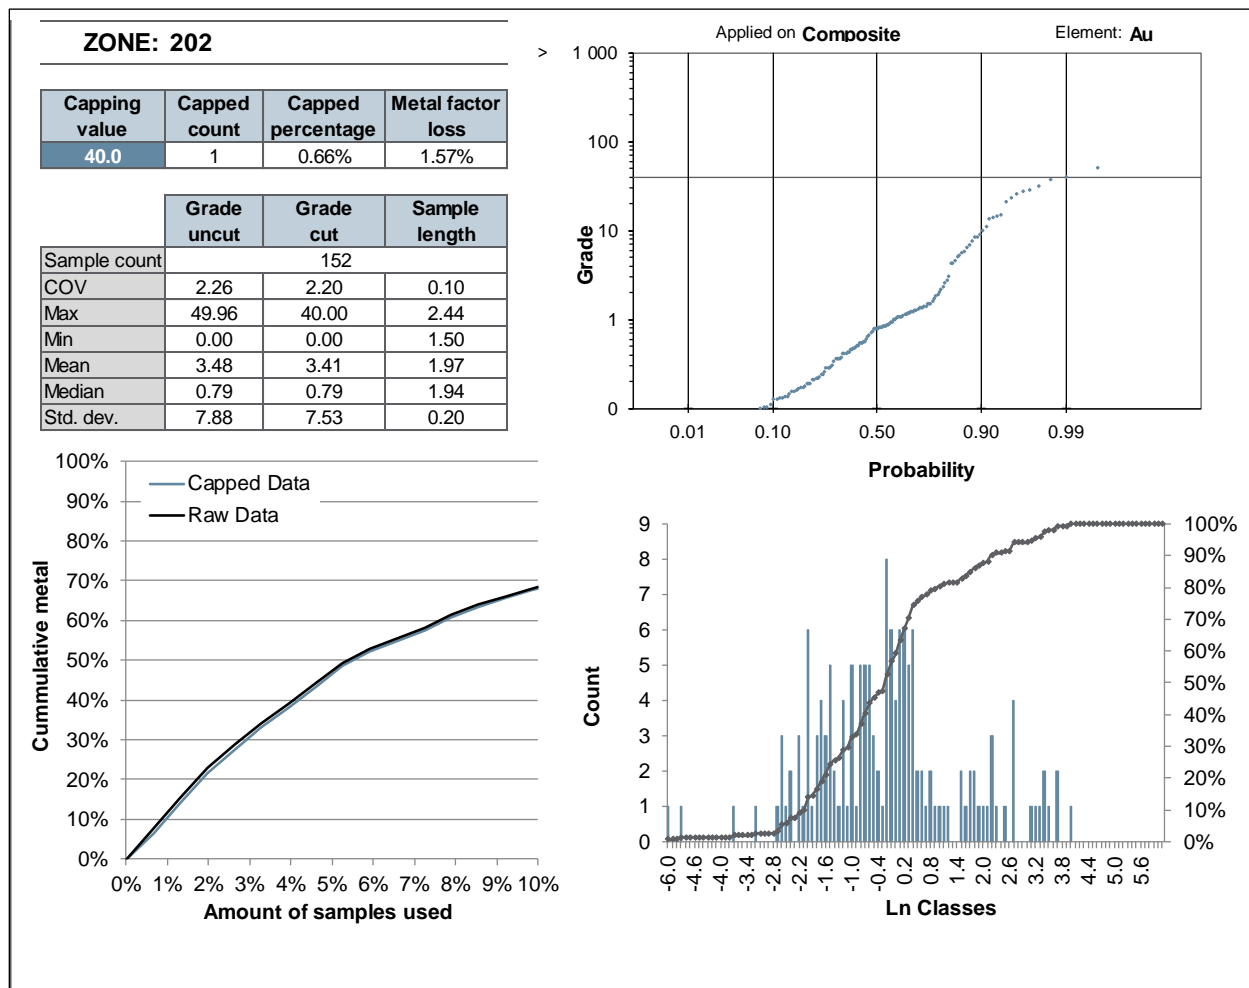 ZONE: 202
Capping value Capped count Capped percentage Metal factor loss
40.0 1 0.66% 1.57%
Grade uncut Grade cut Sample length
Sample count 152
COV 2.26 2.20 0.10
Max 49.96 40.00 2.44
Min 0.00 0.00 1.50
Mean 3.48 3.41 1.97
Median 0.79 0.79 1.94
Std. dev. 7.88 7.53 0.20
>
Applied on Composite Element: Au
1 000
100
10
1
0
Grade
0.01 0.10 0.50 0.90 0.99
Probability
100%
90%
80%
70%
60%
50%
40%
30%
20%
10%
0%
Capped Data
Raw Data
Cummulative metal
0% 1% 2% 3% 4% 5% 6% 7% 8% 9% 10%
Amount of samples used
9
8
7
6
5
4
3
2
1
0
Count
100%
90%
80%
70%
60%
50%
40%
30%
20%
10%
0%
-6.0 -4.6 -3.4 -2.8 -2.2 -1.6 -1.0 -0.4 0.2 0.8 1.4 2.0 2.6 3.2 3.8 4.4 5.0 5.6
Ln Classes